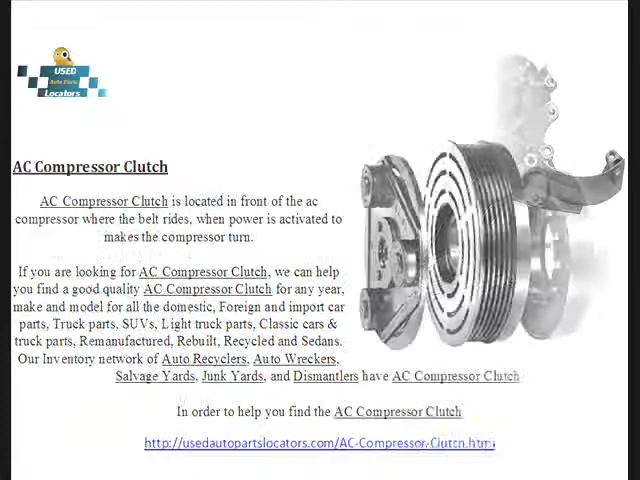 USED
Auto Parts
Locators
AC Compressor Clutch
AC Compressor Clutch is located in front of the ac
compressor where the belt rides, when power is activated to
makes the compressor turn.
If you are looking for AC Compressor Clutch, we can help
you find a good quality AC Compressor Clutch for any year,
make and model for all the domestic, Foreign and import car
parts, Truck parts, SUVs, Light truck parts, Classic cars &
truck parts, Remanufactured, Rebuilt, Recycled and Sedans.
Our Inventory network of Auto Recyclers, Auto Wreckers,
Salvage Yards, Junk Yards, and Dismantlers have AC Compressor Clutch
In order to help you find the AC Compressor Clutch
http://usedautopartslocators.com/AC-Compressor-Clutch.html